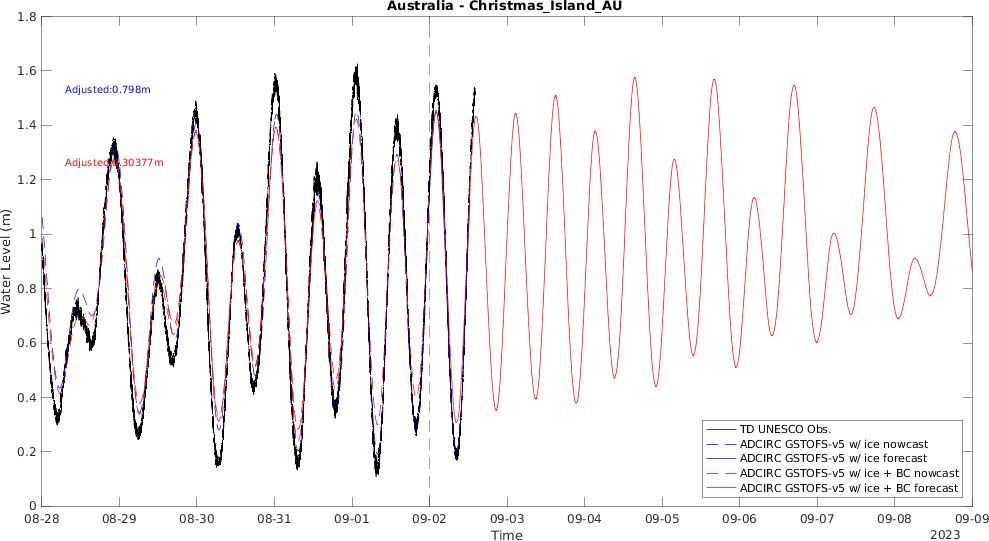 Australia - Christmas_Island_AU
Water Level (m)
1.8
1.6
1.4
1.2
1
0.8
0.6
0.4
0.2
0
Adjusted:0.798m
Adjusted:0.30377m
TD UNESCO Obs.
ADCIRC GSTOFS-v5 w/ ice nowcast
ADCIRC GSTOFS-v5 w/ ice forecast
ADCIRC GSTOFS-v5 w/ ice + BC nowcast
ADCIRC GSTOFS-v5 w/ ice + BC forecast
08-28 08-29 08-30 08-31 09-01 09-02 09-03 09-04 09-05 09-06 09-07 09-08 09-09
Time
2023